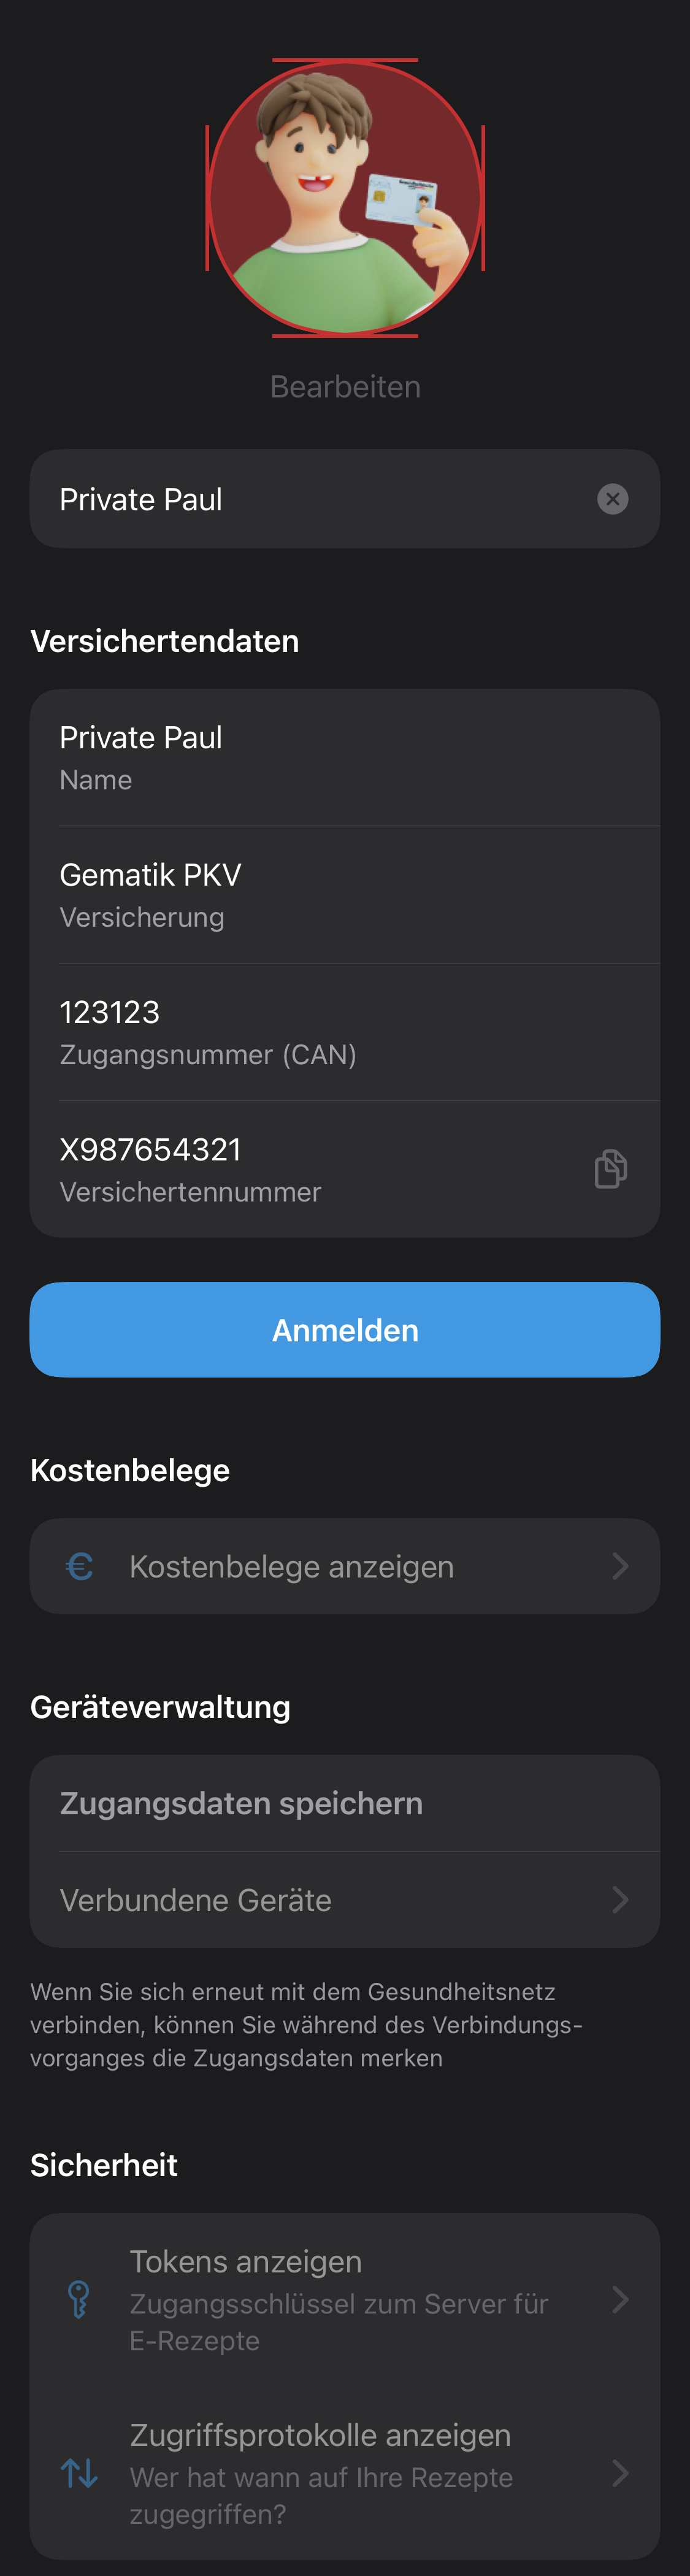 Bearbeiten
Private Paul
Versichertendaten
Private Paul
Name
Gematik PKV
Versicherung
123123
Zugangsnummer (CAN)
X987654321
Versichertennummer
Anmelden
Kostenbelege
€ Kostenbelege anzeigen
Geräteverwaltung
Zugangsdaten speichern
Verbundene Geräte
Wenn Sie sich erneut mit dem Gesundheitsnetz
verbinden, können Sie während des Verbindungs-
vorganges die Zugangsdaten merken
Sicherheit
Tokens anzeigen
Zugangsschlüssel zum Server für
E-Rezepte
Zugriffsprotokolle anzeigen
Wer hat wann auf Ihre Rezepte
zugegriffen?